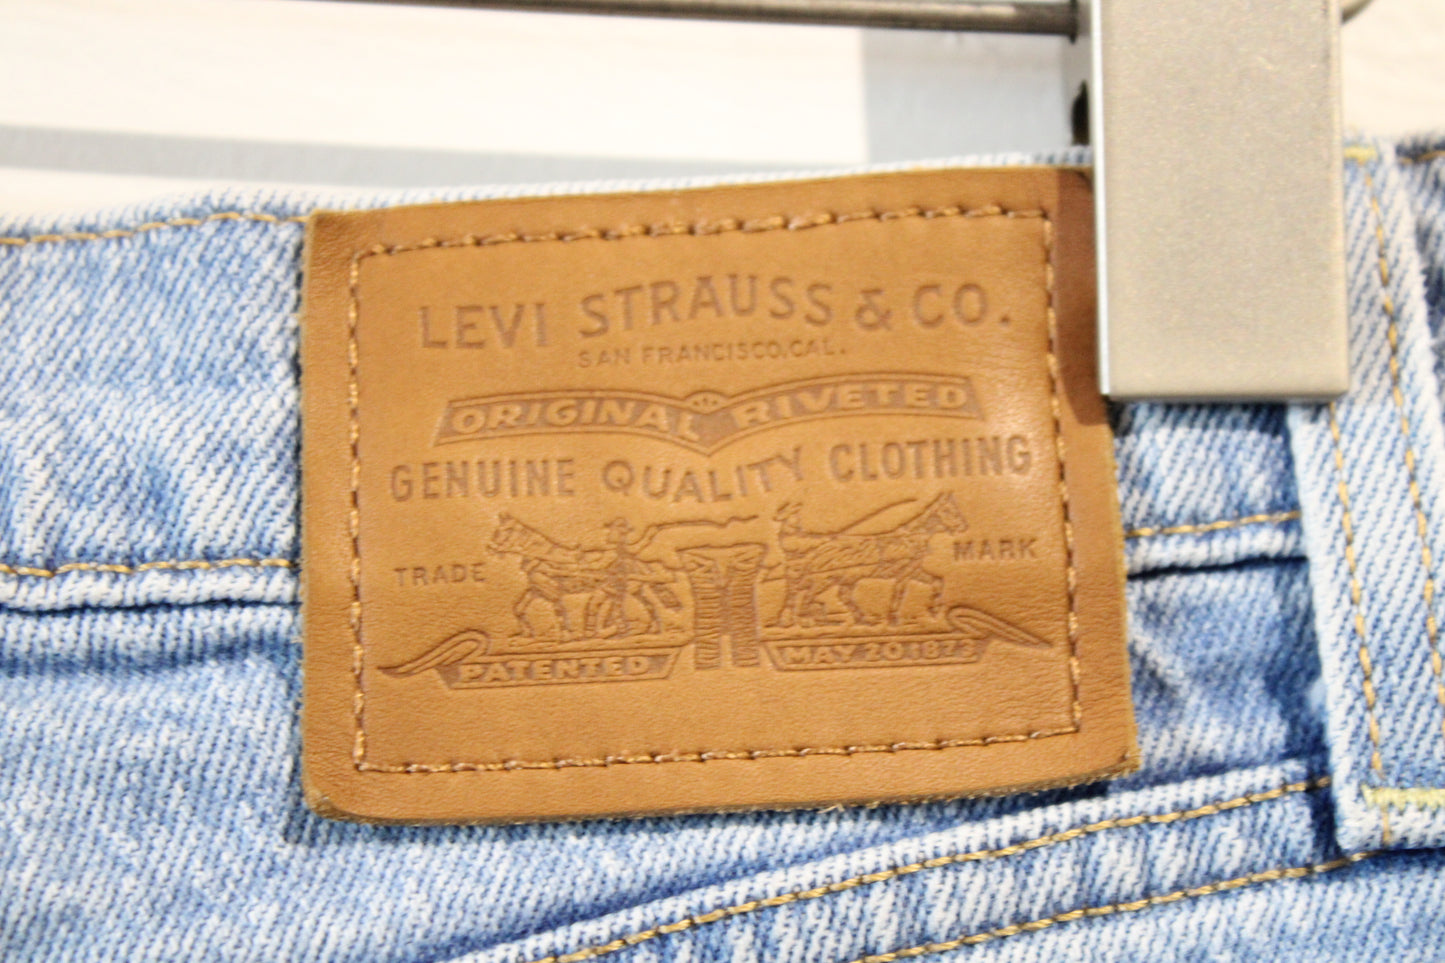 LEVI STRAUSS & CO.
SAN FRANCISCO, CAL.
ORIGINAL RIVETED
GENUINE QUALITY CLOTHING
TRADE MARK
PATENTED MAY 20 1873